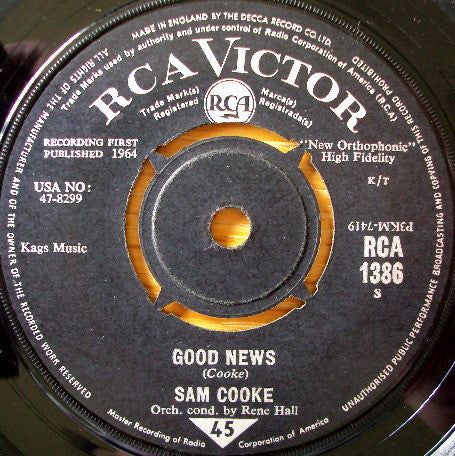 MADE IN ENGLAND BY THE DECCA RECORD CO. LTD.
Trade Marks used by authority and under direction of Radio Corporation of America (R.C.A.)
ALL RIGHTS OF THE MANUFACTURER AND OF THE OWNER OF THE RECORDED WORK RESERVED
UNAUTHORISED PUBLIC PERFORMANCE BROADCASTING AND COPYING OF THIS RECORD PROHIBITED
RCA VICTOR
Trade Mark(s) Registered
RCA
Marca(s) Registrada(s)
RECORDING FIRST
PUBLISHED 1964
"New Orthophonic"
High Fidelity
K/T
USA NO:
47-8299
Kags Music
P3KM-7419
RCA
1386
S
GOOD NEWS
(Cooke)
SAM COOKE
Orch. cond. by Rene Hall
45
Master Recording of Radio Corporation of America